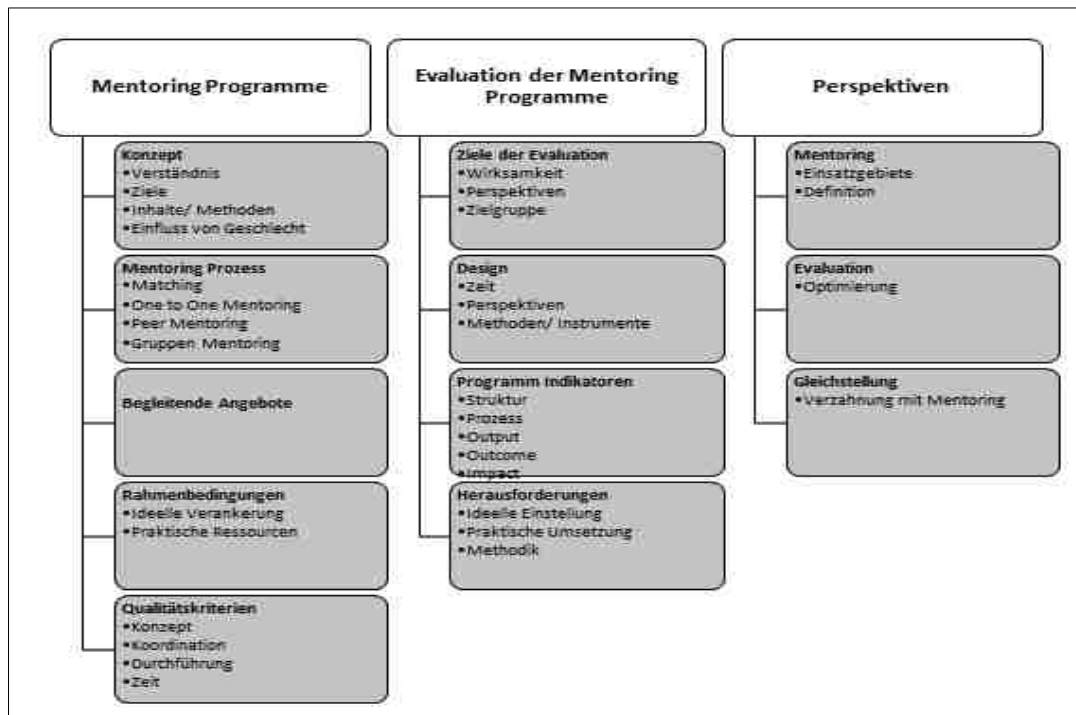 Mentoring Programme
Konzept
•Verständnis
•Ziele
•Inhalte/ Methoden
•Einfluss von Geschlecht
Mentoring Prozess
•Matching
•One to One Mentoring
•Peer Mentoring
•Gruppen Mentoring
Begleitende Angebote
Rahmenbedingungen
•Ideelle Verankerung
•Praktische Ressourcen
Qualitätskriterien
•Konzept
•Koordination
•Durchführung
•Zeit
Evaluation der Mentoring
Programme
Ziele der Evaluation
•Wirksamkeit
•Perspektiven
•Zielgruppe
Design
•Zeit
•Perspektiven
•Methoden/ Instrumente
Programm Indikatoren
•Struktur
•Prozess
•Output
•Outcome
•Impact
Herausforderungen
•Ideelle Einstellung
•Praktische Umsetzung
•Methodik
Perspektiven
Mentoring
•Einsatzgebiete
•Definition
Evaluation
•Optimierung
Gleichstellung
•Verzahnung mit Mentoring